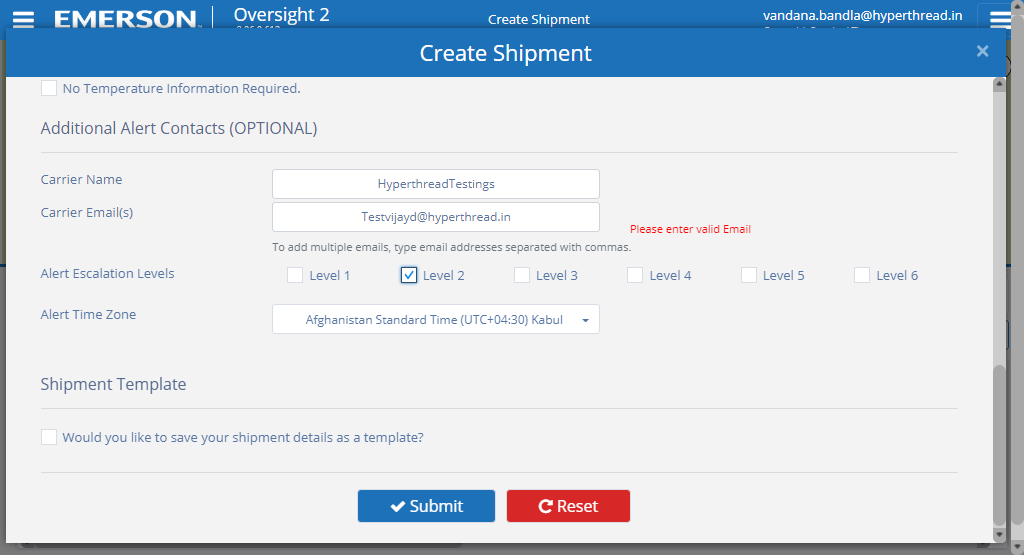 EMERSON
Oversight 2
Create Shipment
vandana.bandla@hyperthread.in
Create Shipment
×
No Temperature Information Required.
Additional Alert Contacts (OPTIONAL)
Carrier Name
HyperthreadTestings
Carrier Email(s)
Testvijayd@hyperthread.in
Please enter valid Email
To add multiple emails, type email addresses separated with commas.
Alert Escalation Levels
Level 1 Level 2 Level 3 Level 4 Level 5 Level 6
Alert Time Zone
Afghanistan Standard Time (UTC+04:30) Kabul
Shipment Template
Would you like to save your shipment details as a template?
Submit
Reset